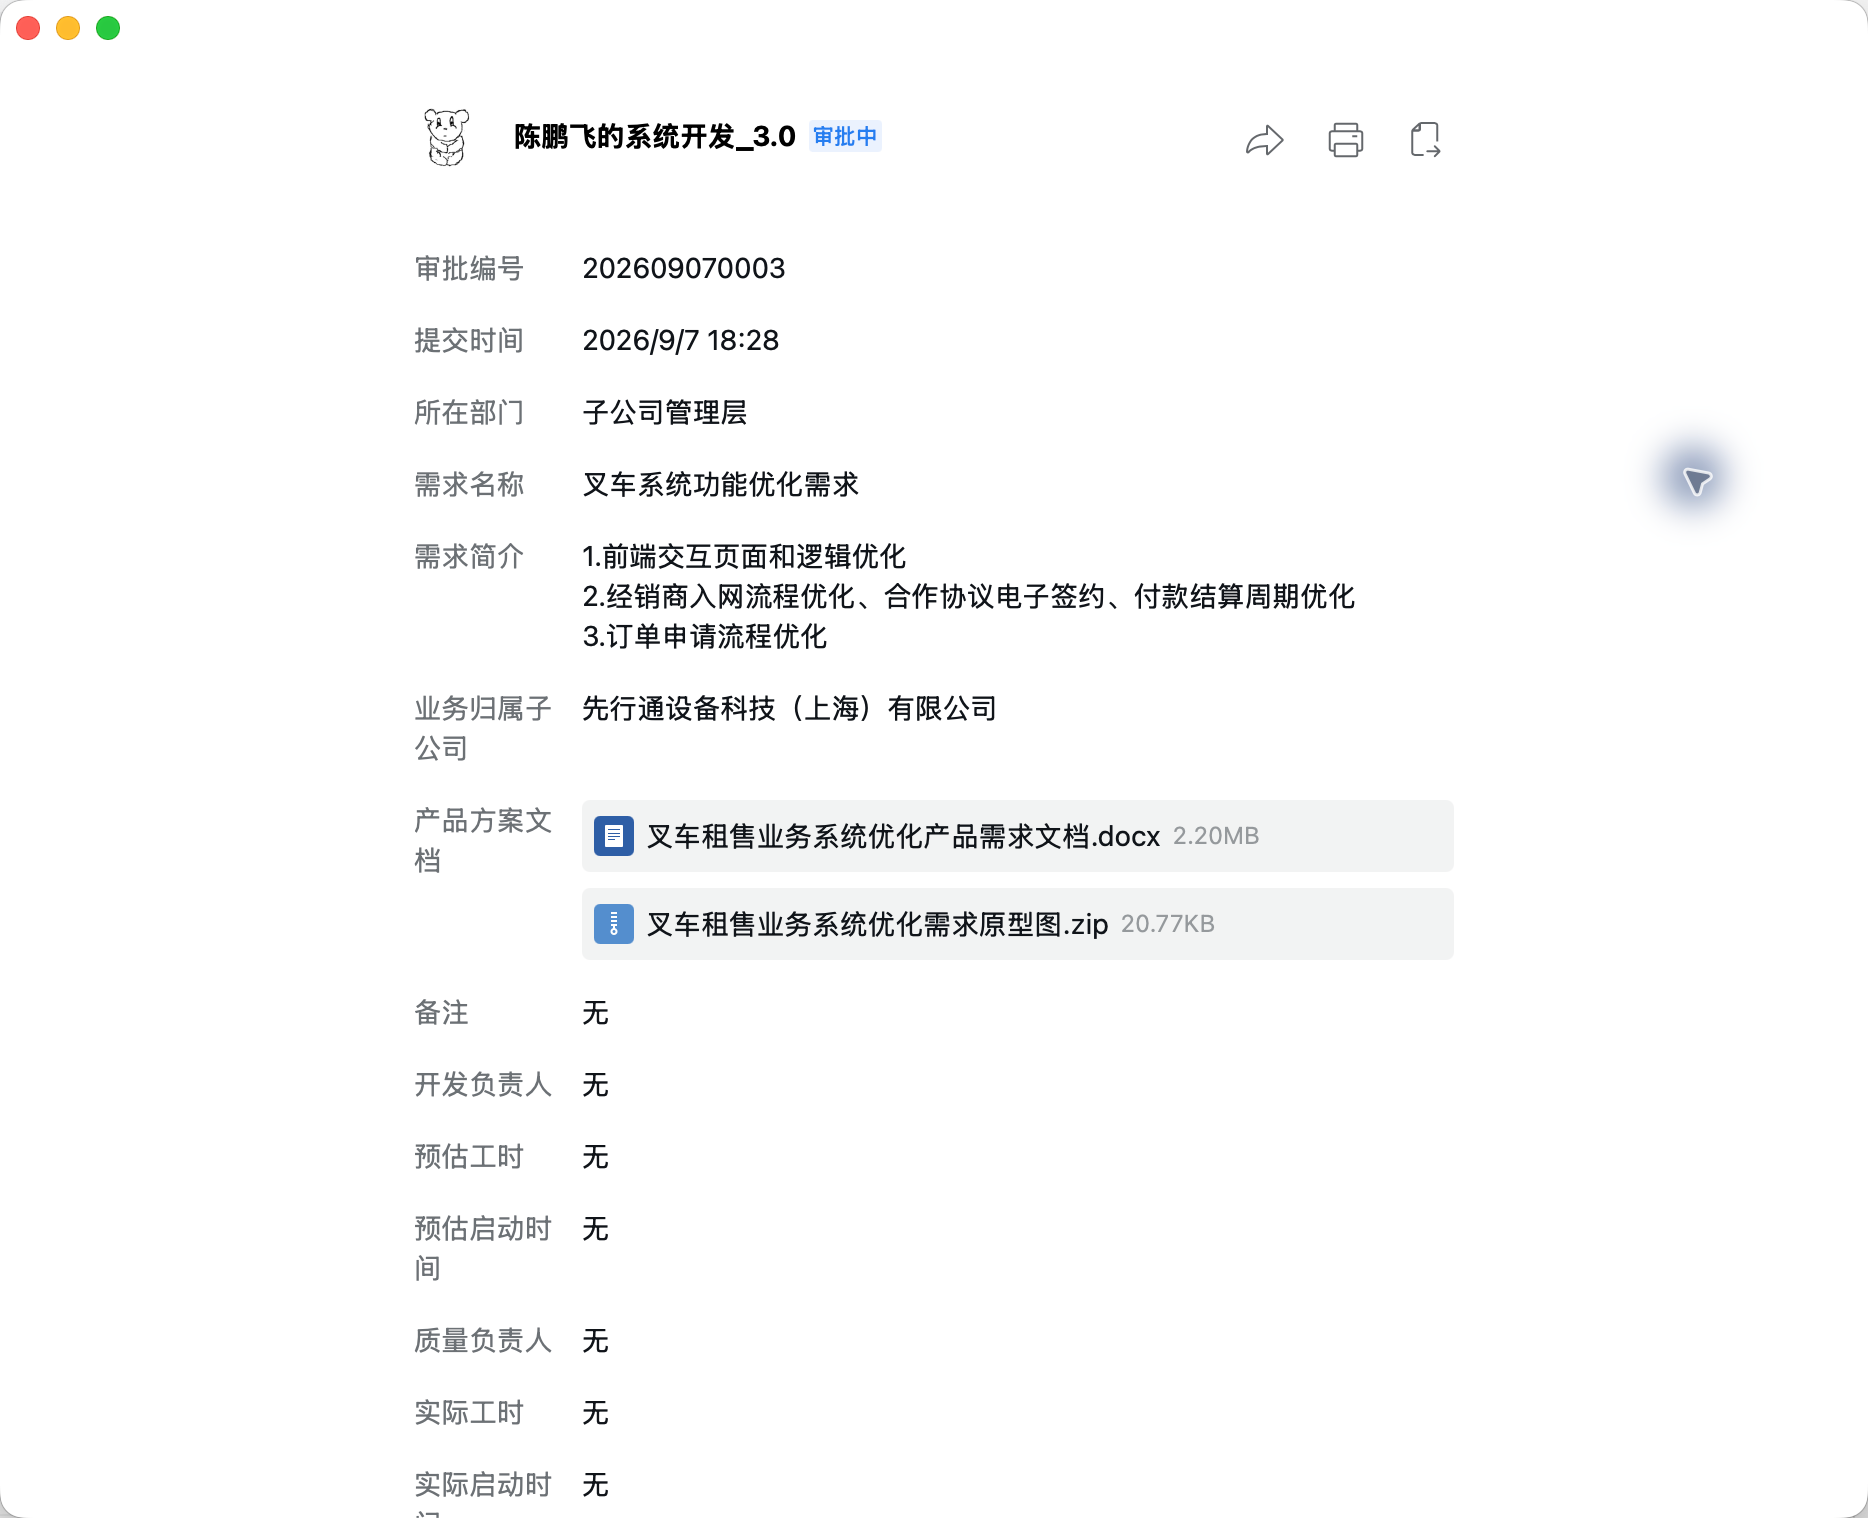 陈鹏飞的系统开发_3.0 审批中
审批编号 202609070003
提交时间 2026/9/7 18:28
所在部门 子公司管理层
需求名称 叉车系统功能优化需求
需求简介 1.前端交互页面和逻辑优化
2.经销商入网流程优化、合作协议电子签约、付款结算周期优化
3.订单申请流程优化
业务归属子 先行通设备科技（上海）有限公司
公司
产品方案文 叉车租售业务系统优化产品需求文档.docx 2.20MB
档
叉车租售业务系统优化需求原型图.zip 20.77KB
备注 无
开发负责人 无
预估工时 无
预估启动时 无
间
质量负责人 无
实际工时 无
实际启动时 无